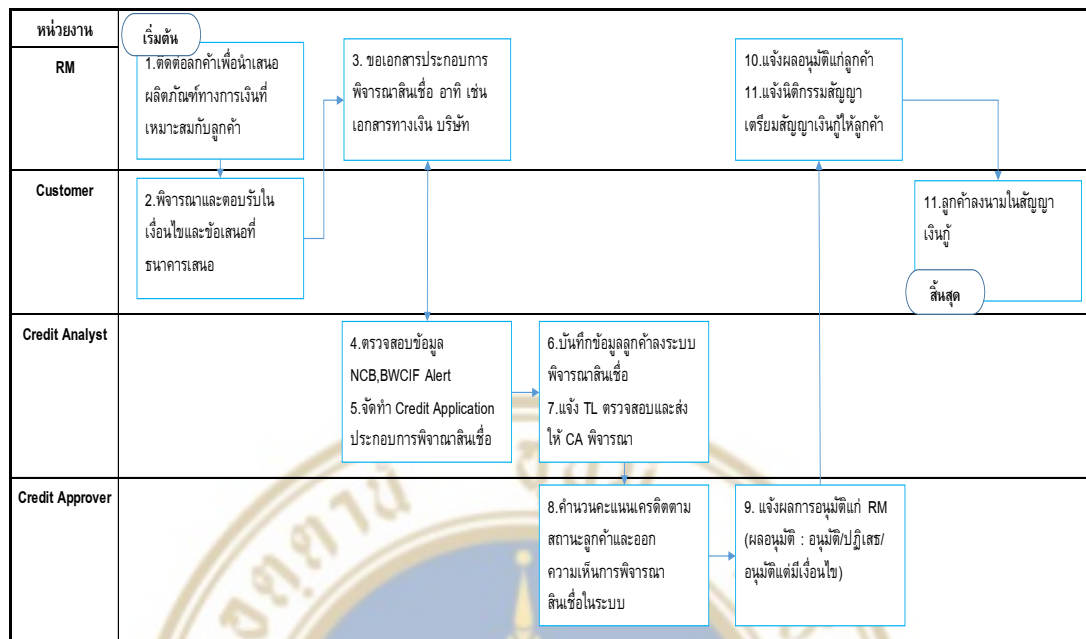 หน่วยงาน
เริ่มต้น
RM
1.ติดต่อลกค้าเพื่อนำเสนอ
ผลิตภัณฑ์ทางการเงินที่
เหมาะสมกับลูกค้า
3. ขอเอกสารประกอบการ
พิจารณาสินเชื่อ อาทิ เช่น
เอกสารทางเงิน บริษัท
10.แจ้งผลอนุมัติแก่ลูกค้า
11.แจ้งนิติกรรมสัญญา
เตรียมสัญญาเงินกู้ให้ลูกค้า
Customer
2.พิจารณาและตอบรับใน
เงื่อนไขและข้อเสนอที่
ธนาคารเสนอ
11.ลูกค้าลงนามในสัญญา
เงินกู้
สิ้นสุด
Credit Analyst
4.ตรวจสอบข้อมูล
NCB,BWCIF Alert
5.จัดทำ Credit Application
ประกอบการพิจาณาสินเชื่อ
6.บันทึกข้อมูลลูกค้าลงระบบ
พิจารณาสินเชื่อ
7.แจ้ง TL ตรวจสอบและส่ง
ให้ CA พิจารณา
Credit Approver
8.คำนวนคะแนนเครดิตตาม
สถานะลูกค้าและออก
ความเห็นการพิจารณา
สินเชื่อในระบบ
9. แจ้งผลการอนุมัติแก่ RM
(ผลอนุมัติ : อนุมัติ/ปฏิเสธ/
อนุมัติแต่มีเงื่อนไข)